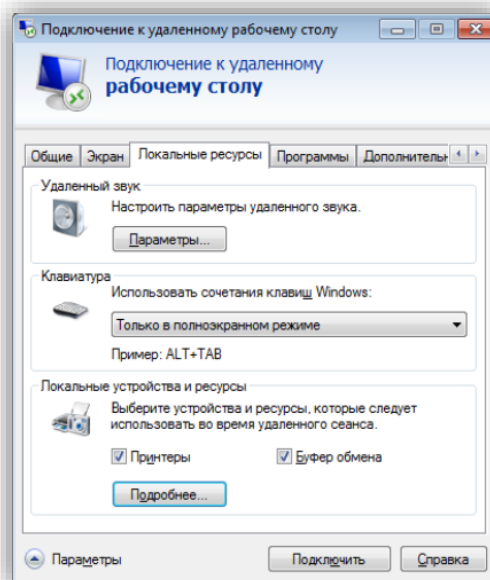 Подключение к удаленному рабочему столу
Подключение к удаленному
рабочему столу
Общие Экран Локальные ресурсы Программы Дополнительн
Удаленный звук
Настроить параметры удаленного звука.
Параметры...
Клавиатура
Использовать сочетания клавиш Windows:
Только в полноэкранном режиме
Пример: ALT+TAB
Локальные устройства и ресурсы
Выберите устройства и ресурсы, которые следует
использовать во время удаленного сеанса.
Принтеры Буфер обмена
Подробнее...
Параметры Подключить Справка